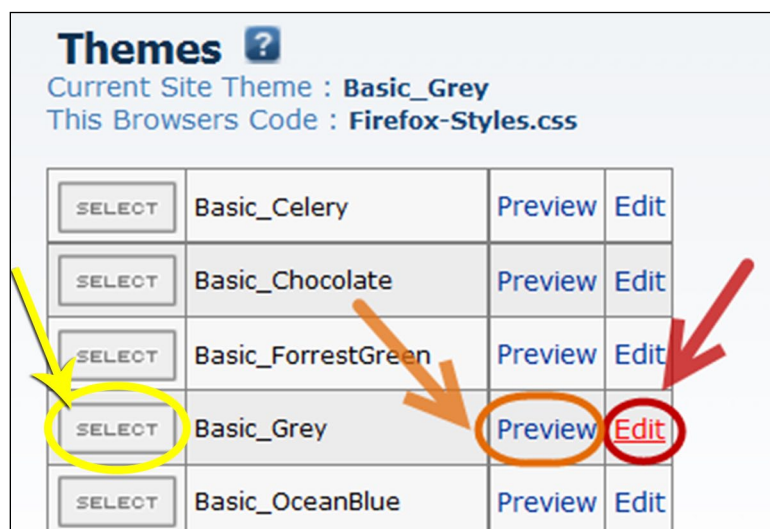 Themes ?
Current Site Theme : Basic_Grey
This Browsers Code : Firefox-Styles.css
SELECT Basic_Celery Preview Edit
SELECT Basic_Chocolate Preview Edit
SELECT Basic_ForrestGreen Preview Edit
SELECT Basic_Grey Preview Edit
SELECT Basic_OceanBlue Preview Edit